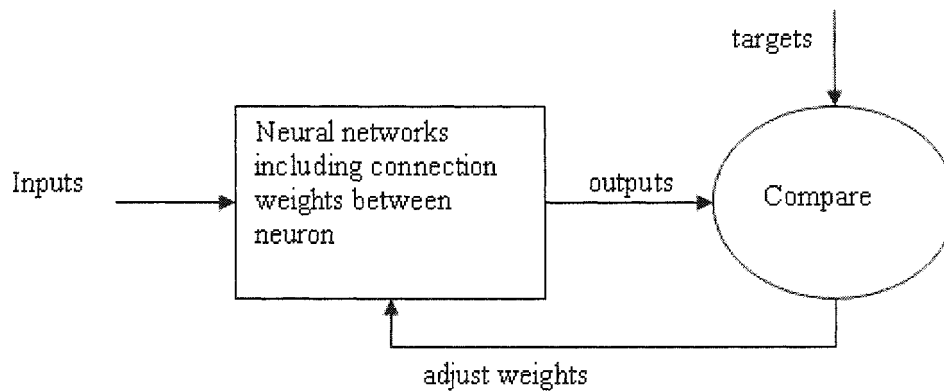 targets
Neural networks
including connection
weights between
neuron
Inputs
outputs
Compare
adjust weights